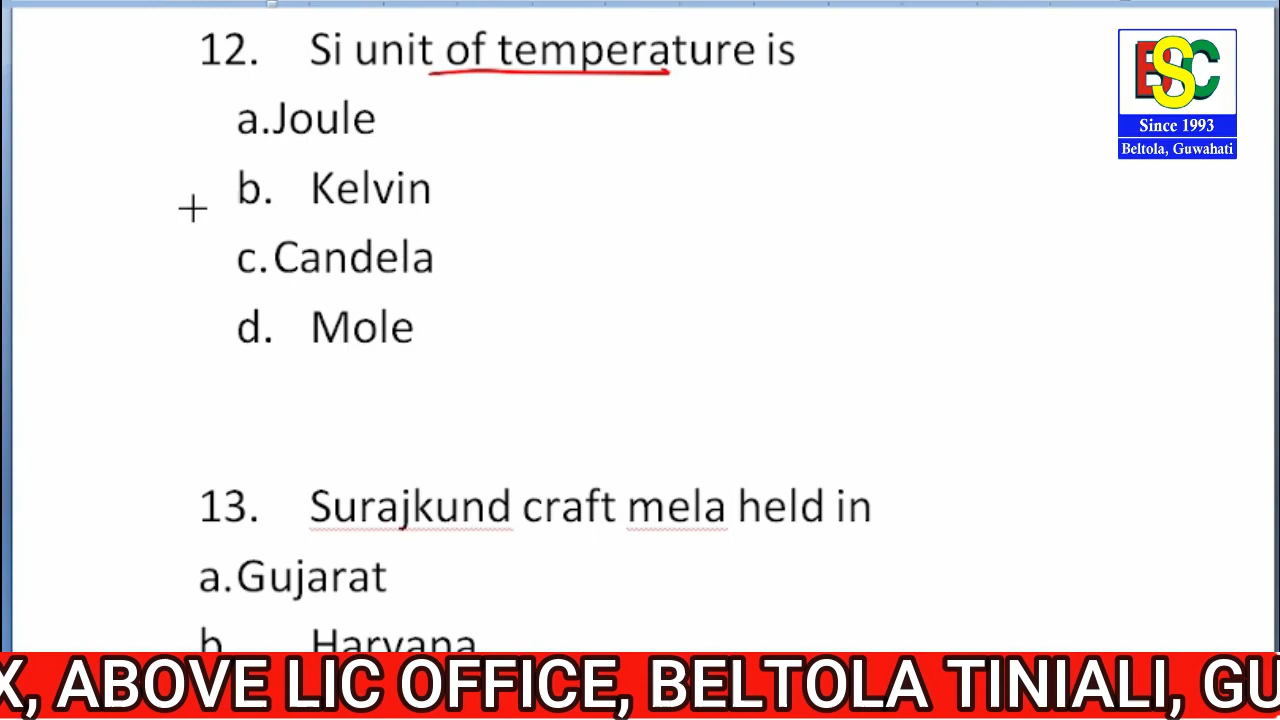 12. Si unit of temperature is
a.Joule
b. Kelvin
c.Candela
d. Mole
13. Surajkund craft mela held in
a.Gujarat
b Haryana
BSC
Since 1993
Beltola, Guwahati
X, ABOVE LIC OFFICE, BELTOLA TINIALI, GU